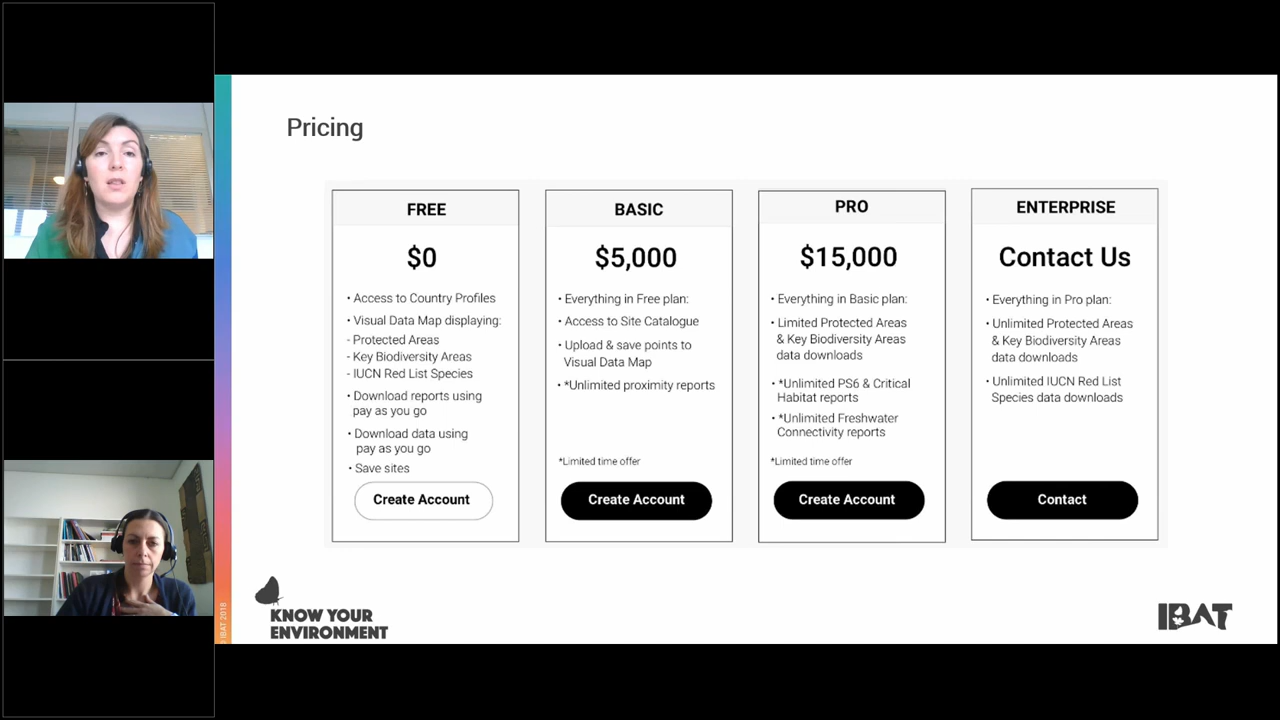 Pricing
FREE
$0
• Access to Country Profiles
• Visual Data Map displaying:
- Protected Areas
- Key Biodiversity Areas
- IUCN Red List Species
• Download reports using
pay as you go
• Download data using
pay as you go
• Save sites
Create Account
BASIC
$5,000
• Everything in Free plan:
• Access to Site Catalogue
• Upload & save points to
Visual Data Map
• *Unlimited proximity reports
*Limited time offer
Create Account
PRO
$15,000
• Everything in Basic plan:
• Limited Protected Areas
& Key Biodiversity Areas
data downloads
• *Unlimited PS6 & Critical
Habitat reports
• *Unlimited Freshwater
Connectivity reports
*Limited time offer
Create Account
ENTERPRISE
Contact Us
• Everything in Pro plan:
• Unlimited Protected Areas
& Key Biodiversity Areas
data downloads
• Unlimited IUCN Red List
Species data downloads
Contact
© IBAT 2018
KNOW YOUR
ENVIRONMENT
IBAT